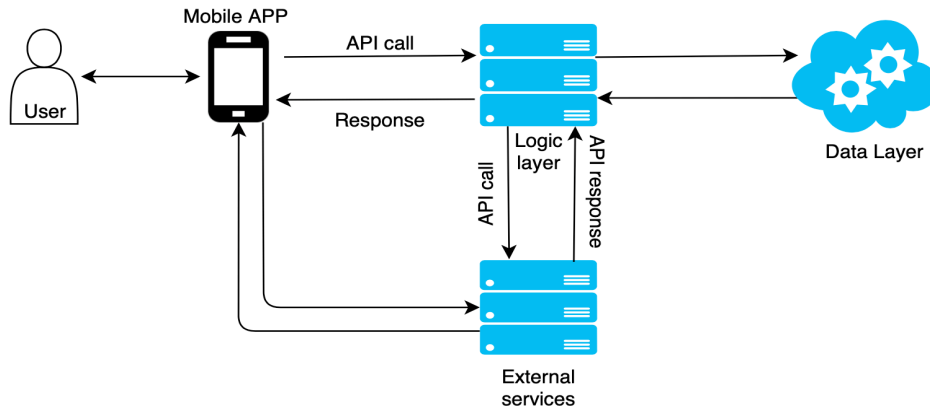 Mobile APP
API call
User
Response
Logic
layer
Data Layer
API call
API response
External
services